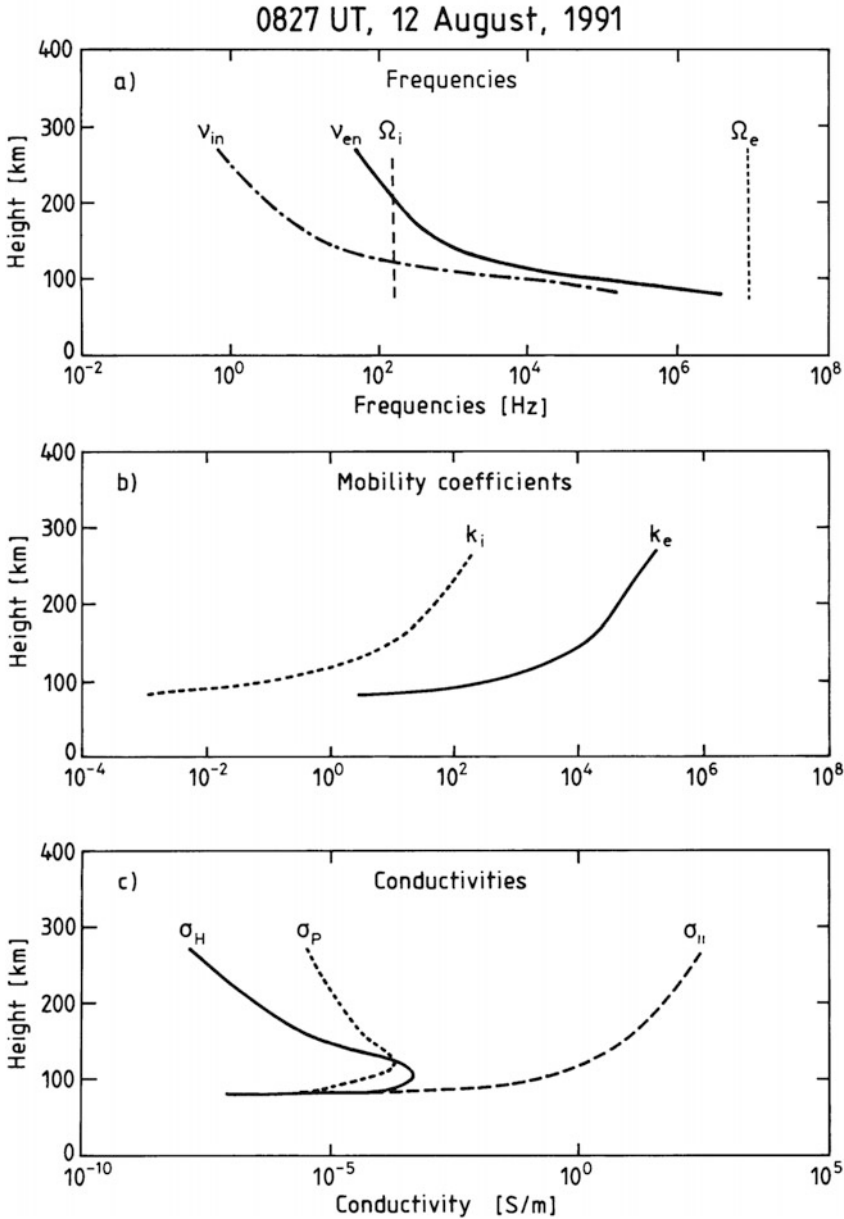 0827 UT, 12 August, 1991
a) Frequencies
400
300
200
100
0
Height [km]
ν_in ν_en Ω_i Ω_e
10^-2 10^0 10^2 10^4 10^6 10^8
Frequencies [Hz]
b) Mobility coefficients
400
300
200
100
0
Height [km]
k_i k_e
10^-4 10^-2 10^0 10^2 10^4 10^6 10^8
c) Conductivities
400
300
200
100
0
Height [km]
σ_H σ_P σ_II
10^-10 10^-5 10^0 10^5
Conductivity [S/m]